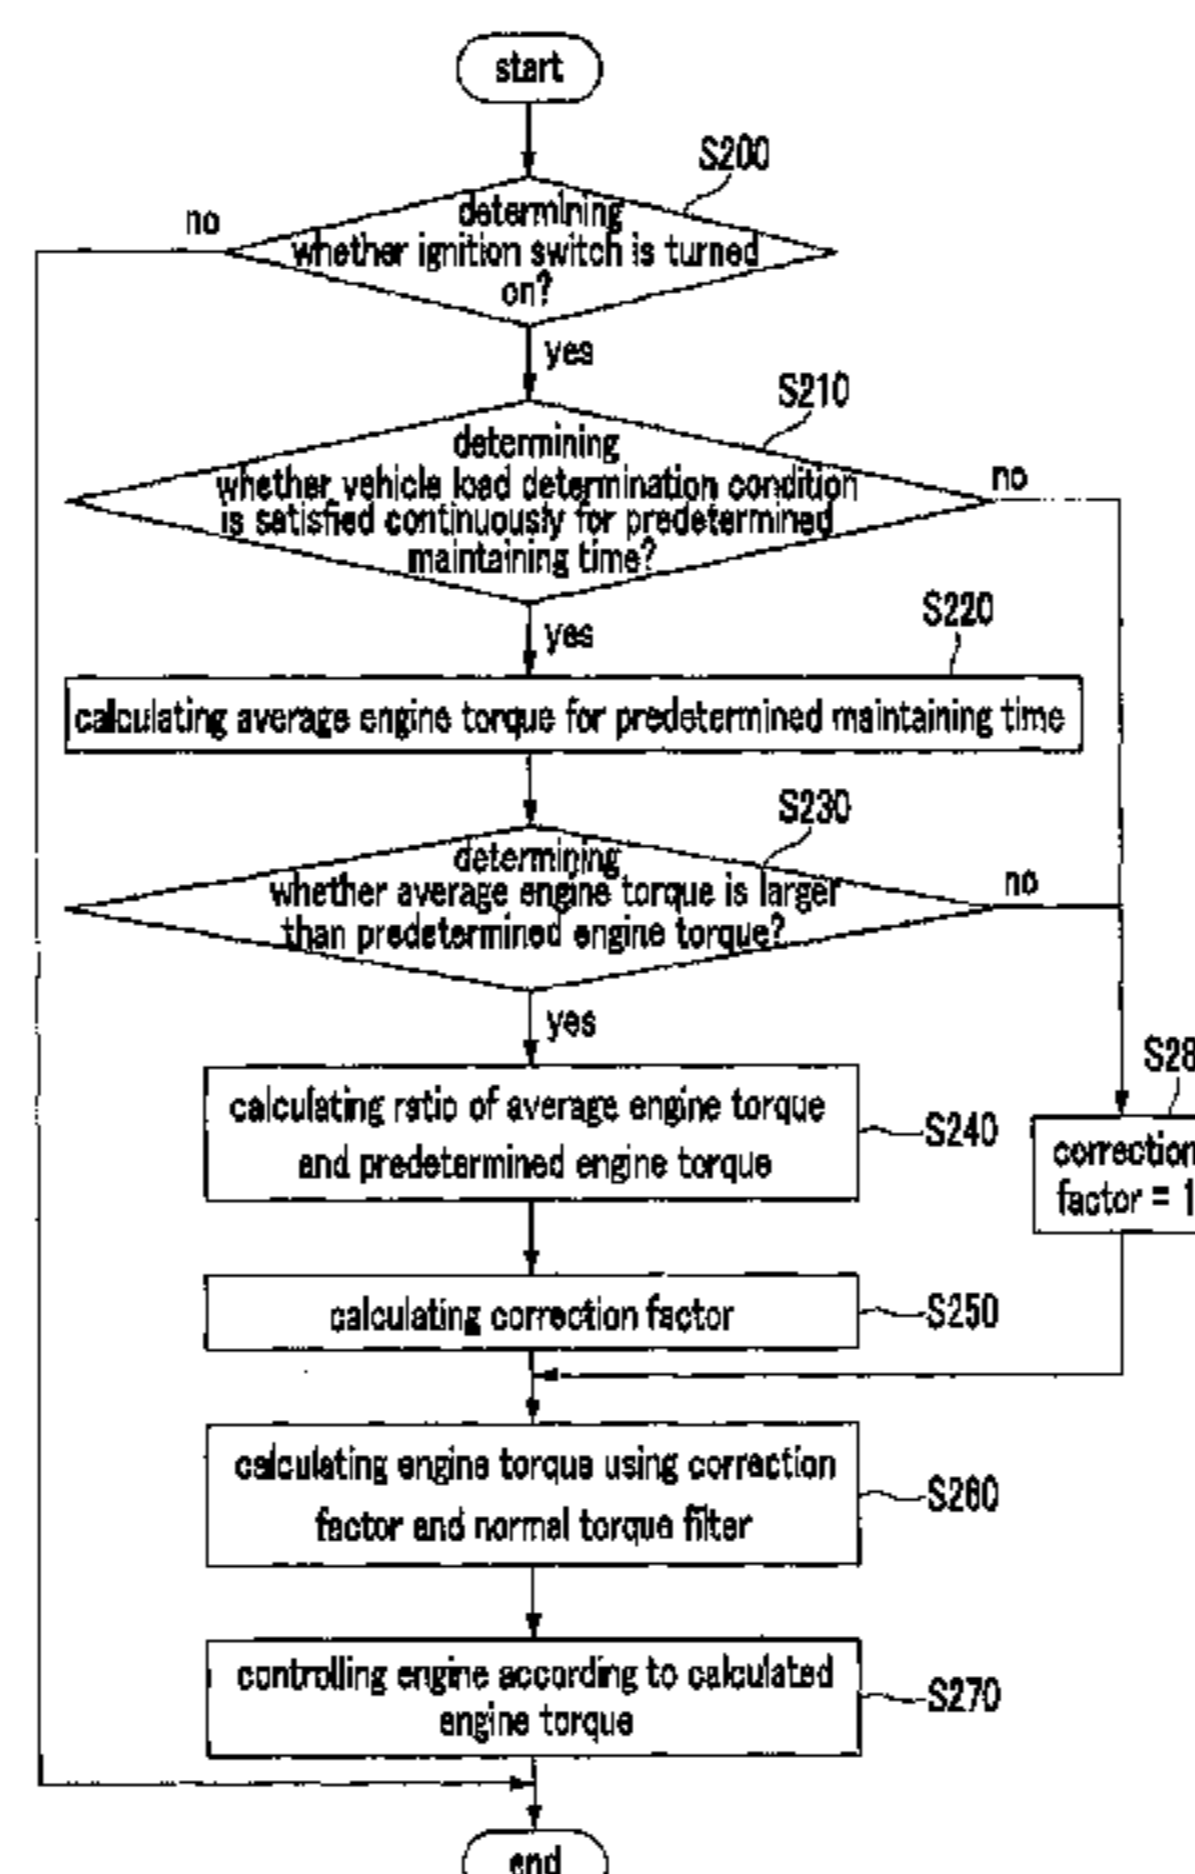 start
S200
no
determining
whether ignition switch is turned
on?
yes
S210
determining
whether vehicle load determination condition
is satisfied continuously for predetermined
maintaining time?
no
yes
S220
calculating average engine torque for predetermined maintaining time
S230
determining
whether average engine torque is larger
than predetermined engine torque?
no
yes
S28
calculating ratio of average engine torque
and predetermined engine torque
S240
correction
factor = 1
calculating correction factor
S250
calculating engine torque using correction
factor and normal torque filter
S260
controlling engine according to calculated
engine torque
S270
end